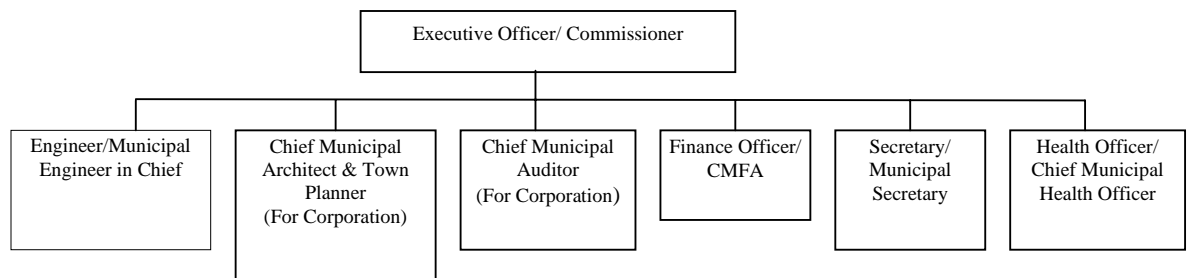 Executive Officer/ Commissioner
Engineer/Municipal
Engineer in Chief
Chief Municipal
Architect & Town
Planner
(For Corporation)
Chief Municipal
Auditor
(For Corporation)
Finance Officer/
CMFA
Secretary/
Municipal
Secretary
Health Officer/
Chief Municipal
Health Officer